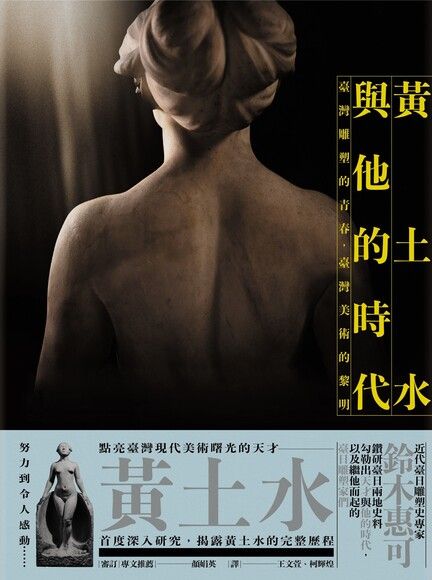 黃土水
與他的時代
臺灣雕塑的青春,臺灣美術的黎明
近代臺日雕塑史專家
鈴木惠可
鑽研臺日兩地史料,
勾勒出天才與他的時代,
以及繼他而起的
臺日雕塑家們
點亮臺灣現代美術曙光的天才
黃土水
首度深入研究,揭露黃土水的完整歷程
審訂|專文推薦 顏娟英 譯 王文萱、柯輝煌
努力到令人感動……